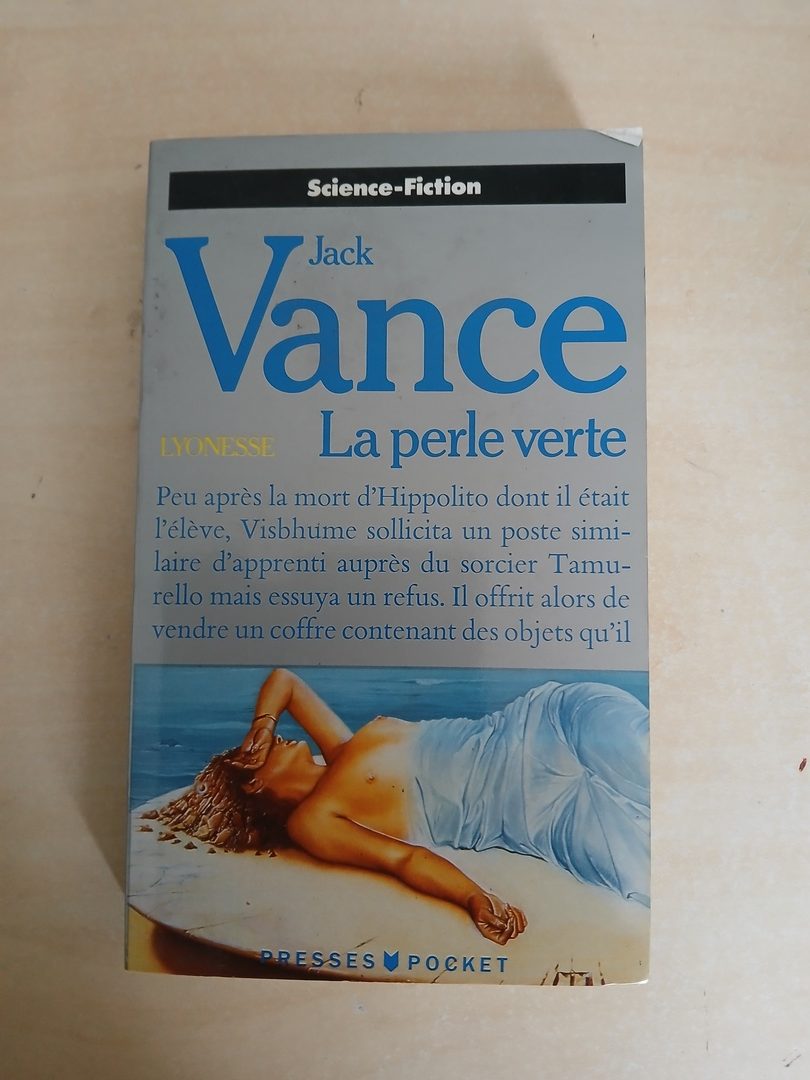 Science-Fiction
Jack
Vance
LYONESSE La perle verte
Peu après la mort d'Hippolito dont il était
l'élève, Visbhume sollicita un poste simi-
laire d'apprenti auprès du sorcier Tamu-
rello mais essuya un refus. Il offrit alors de
vendre un coffre contenant des objets qu'il
PRESSES POCKET